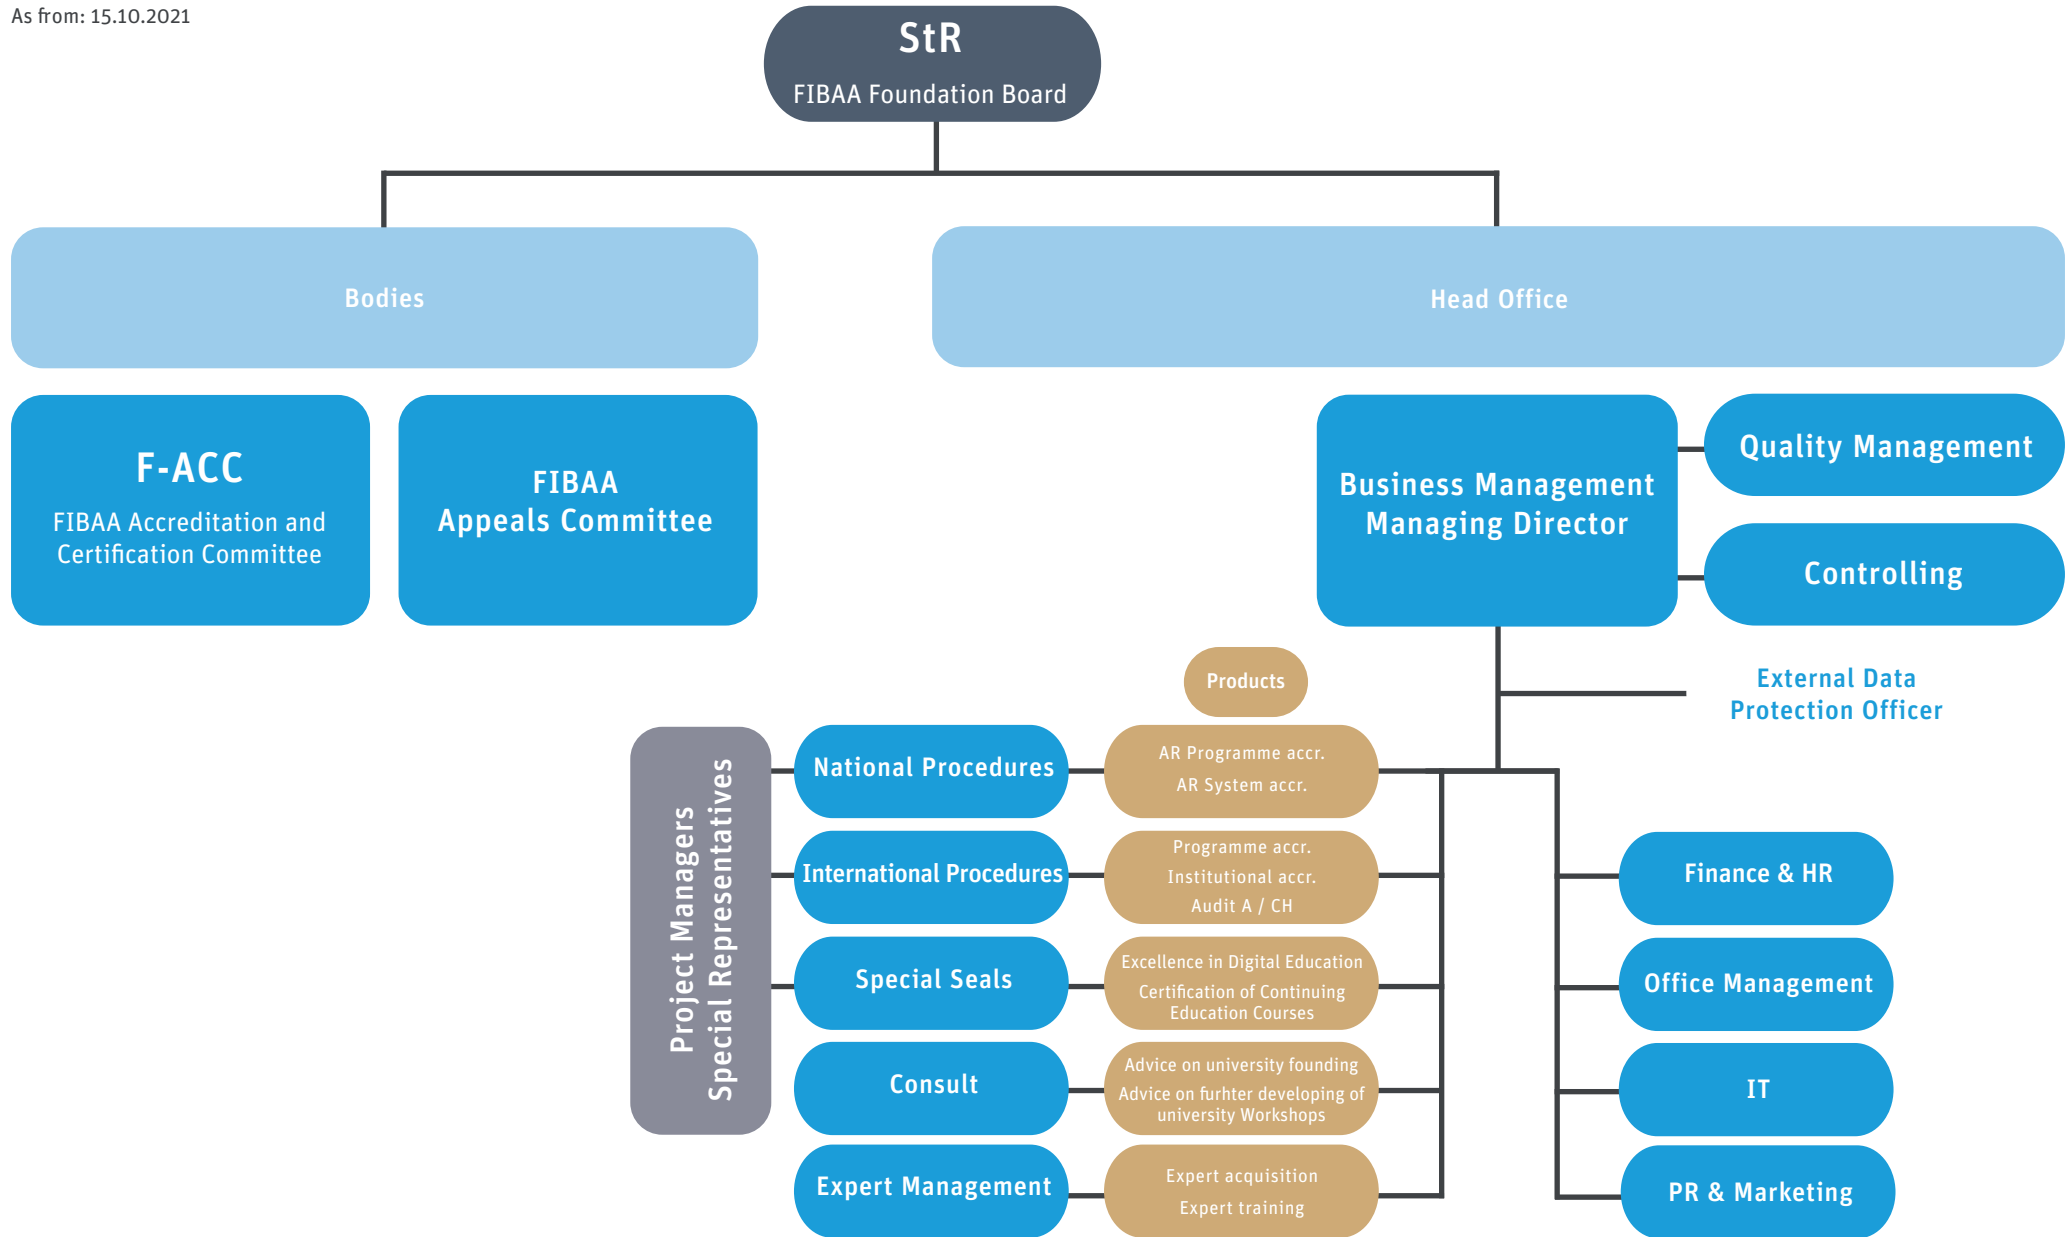 As from: 15.10.2021
StR
FIBAA Foundation Board
Bodies
Head Office
F-ACC
FIBAA Accreditation and
Certification Committee
FIBAA
Appeals Committee
Business Management
Managing Director
Quality Management
Controlling
External Data
Protection Officer
Products
Project Managers
Special Representatives
National Procedures
AR Programme accr.
AR System accr.
International Procedures
Programme accr.
Institutional accr.
Audit A / CH
Special Seals
Excellence in Digital Education
Certification of Continuing
Education Courses
Consult
Advice on university founding
Advice on furhter developing of
university Workshops
Expert Management
Expert acquisition
Expert training
Finance & HR
Office Management
IT
PR & Marketing